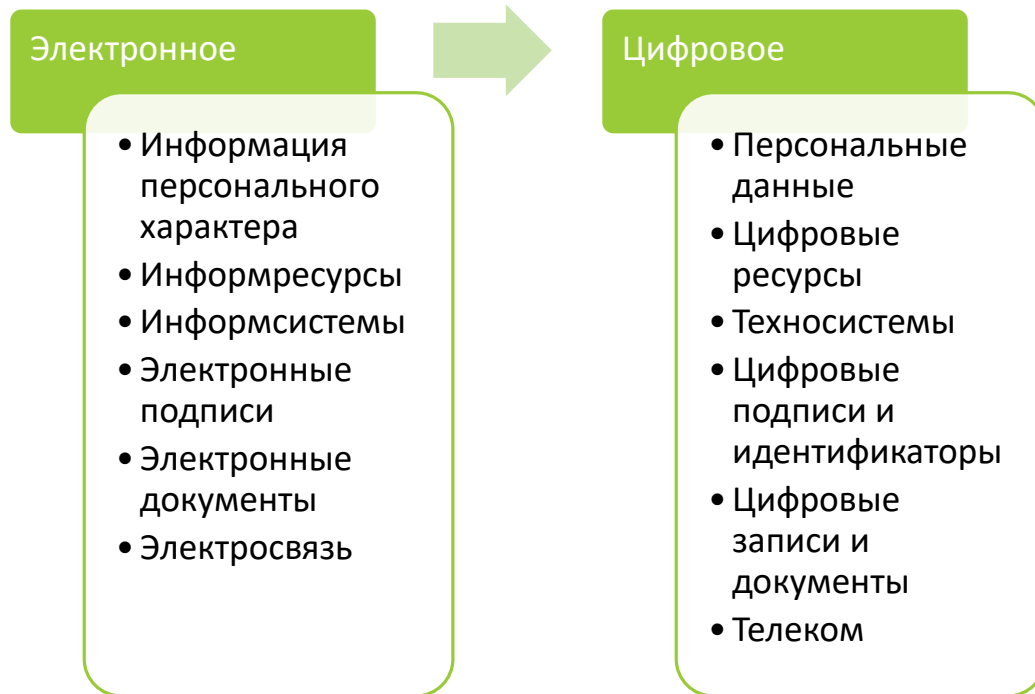 Электронное
• Информация
персонального
характера
• Информресурсы
• Информсистемы
• Электронные
подписи
• Электронные
документы
• Электросвязь
Цифровое
• Персональные
данные
• Цифровые
ресурсы
• Техносистемы
• Цифровые
подписи и
идентификаторы
• Цифровые
записи и
документы
• Телеком